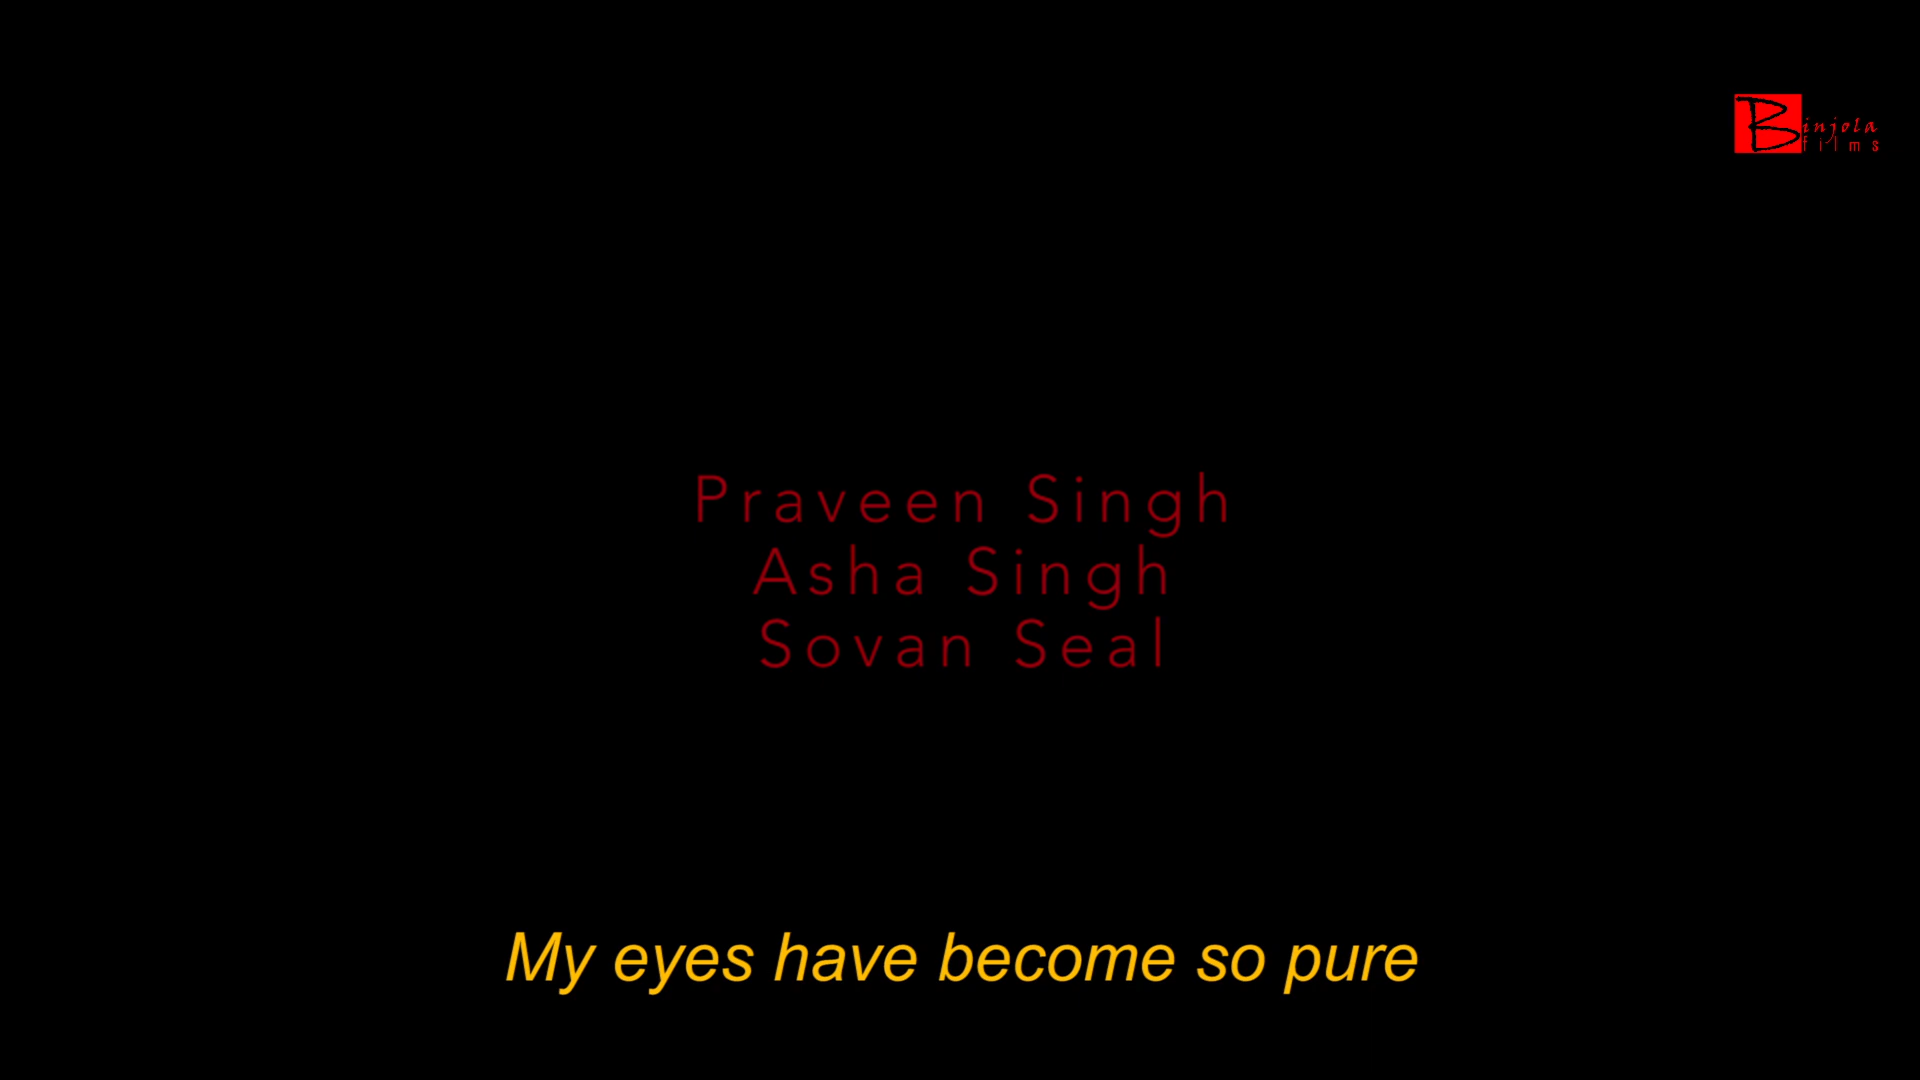 Binjola
films
Praveen Singh
Asha Singh
Sovan Seal
My eyes have become so pure